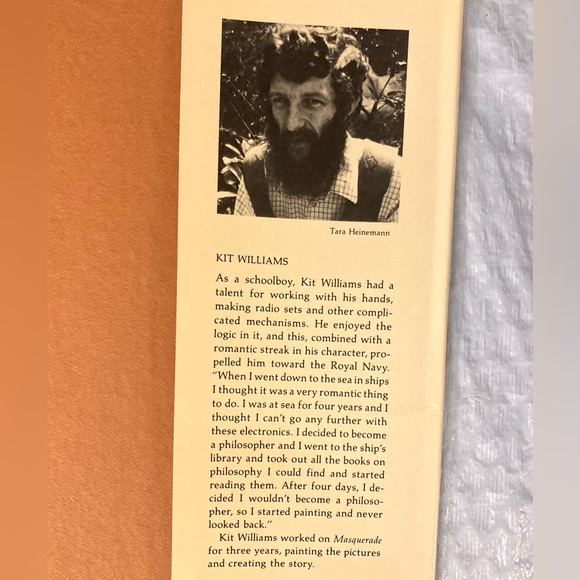 Tara Heinemann
KIT WILLIAMS
As a schoolboy, Kit Williams had a
talent for working with his hands,
making radio sets and other compli-
cated mechanisms. He enjoyed the
logic in it, and this, combined with a
romantic streak in his character, pro-
pelled him toward the Royal Navy.
“When I went down to the sea in ships
I thought it was a very romantic thing
to do. I was at sea for four years and I
thought I can’t go any further with
these electronics. I decided to become
a philosopher and I went to the ship’s
library and took out all the books on
philosophy I could find and started
reading them. After four days, I de-
cided I wouldn’t become a philoso-
pher, so I started painting and never
looked back.”
Kit Williams worked on Masquerade
for three years, painting the pictures
and creating the story.